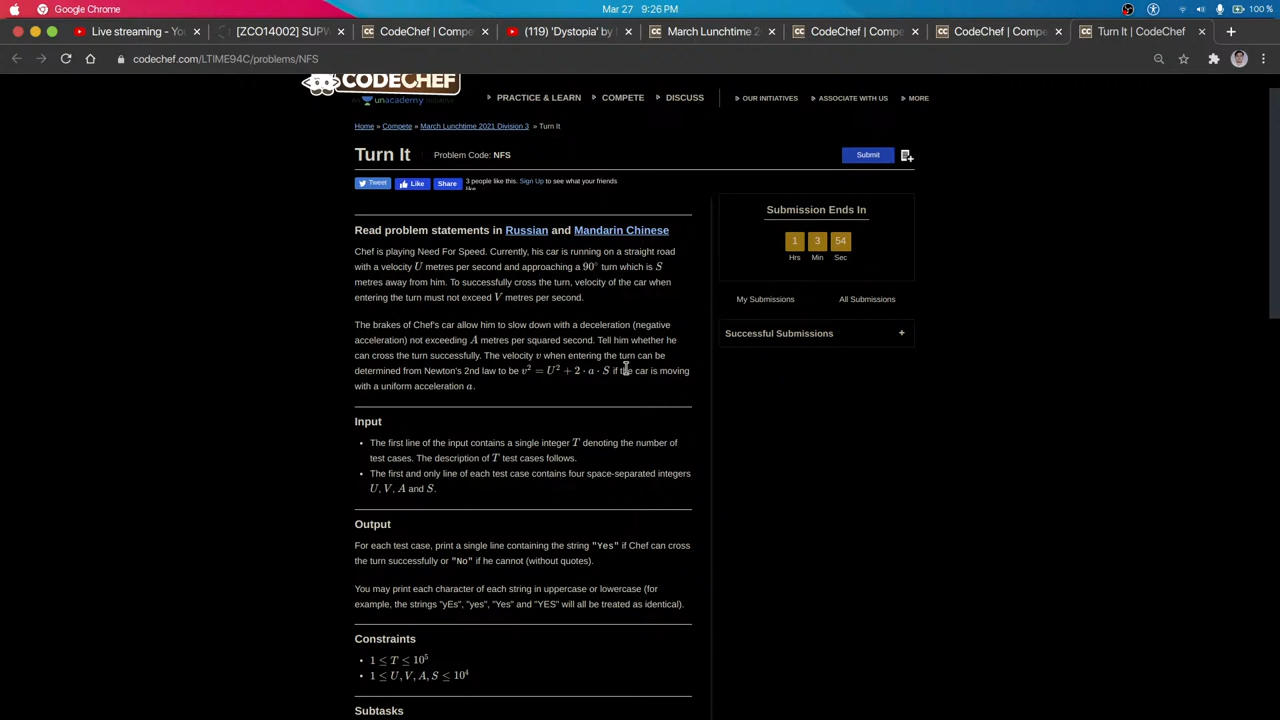 Google Chrome
Mar 27 9:26 PM
100 %
Live streaming - Yo
[ZCO14002] SUPW
CodeChef | Compe
(119) 'Dystopia' by
March Lunchtime 2
CodeChef | Compe
CodeChef | Compe
Turn It | CodeChef
codechef.com/LTIME94C/problems/NFS
CODECHEF
unacademy
PRACTICE & LEARN
COMPETE
DISCUSS
OUR INITIATIVES
ASSOCIATE WITH US
MORE
Home » Compete » March Lunchtime 2021 Division 3 » Turn It
Turn It
Problem Code: NFS
Submit
Tweet
Like
Share
3 people like this. Sign Up to see what your friends
like.
Submission Ends In
1 3 54
Hrs Min Sec
My Submissions
All Submissions
Successful Submissions +
Read problem statements in Russian and Mandarin Chinese
Chef is playing Need For Speed. Currently, his car is running on a straight road
with a velocity U metres per second and approaching a 90° turn which is S
metres away from him. To successfully cross the turn, velocity of the car when
entering the turn must not exceed V metres per second.
The brakes of Chef's car allow him to slow down with a deceleration (negative
acceleration) not exceeding A metres per squared second. Tell him whether he
can cross the turn successfully. The velocity v when entering the turn can be
determined from Newton's 2nd law to be v² = U² + 2 · a · S if the car is moving
with a uniform acceleration a.
Input
• The first line of the input contains a single integer T denoting the number of
test cases. The description of T test cases follows.
• The first and only line of each test case contains four space-separated integers
U, V, A and S.
Output
For each test case, print a single line containing the string "Yes" if Chef can cross
the turn successfully or "No" if he cannot (without quotes).
You may print each character of each string in uppercase or lowercase (for
example, the strings "yEs", "yes", "Yes" and "YES" will all be treated as identical).
Constraints
• 1 ≤ T ≤ 10⁵
• 1 ≤ U, V, A, S ≤ 10⁴
Subtasks